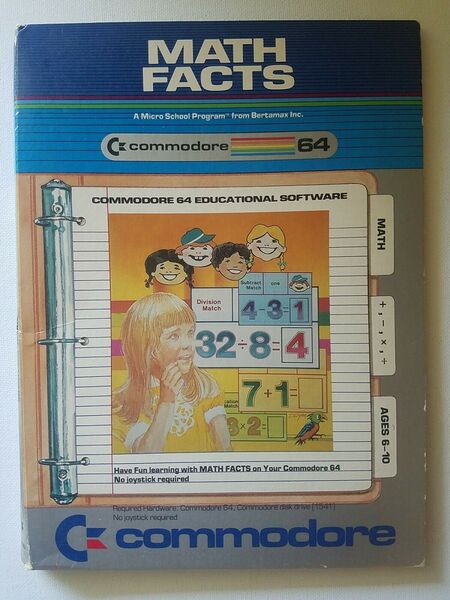 MATH
FACTS
A Micro School Program™ from Bertamax Inc.
commodore 64
COMMODORE 64 EDUCATIONAL SOFTWARE
MATH
+, −, ×, ÷
AGES 6-10
Subtract
Match
one
4-3=1
Division
Match
32÷8=4
7+1=
Match
×2=
Have Fun learning with MATH FACTS on Your Commodore 64
No joystick required
Required Hardware: Commodore 64, Commodore disk drive [1541]
No joystick required
commodore